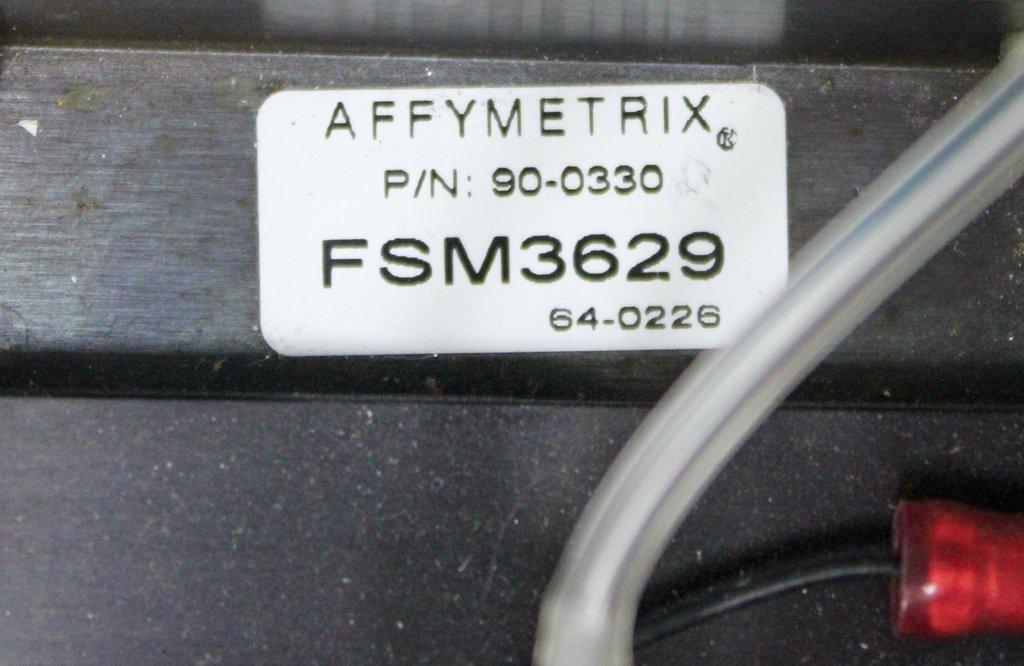 AFFYMETRIX®
P/N: 90-0330
FSM3629
64-0226